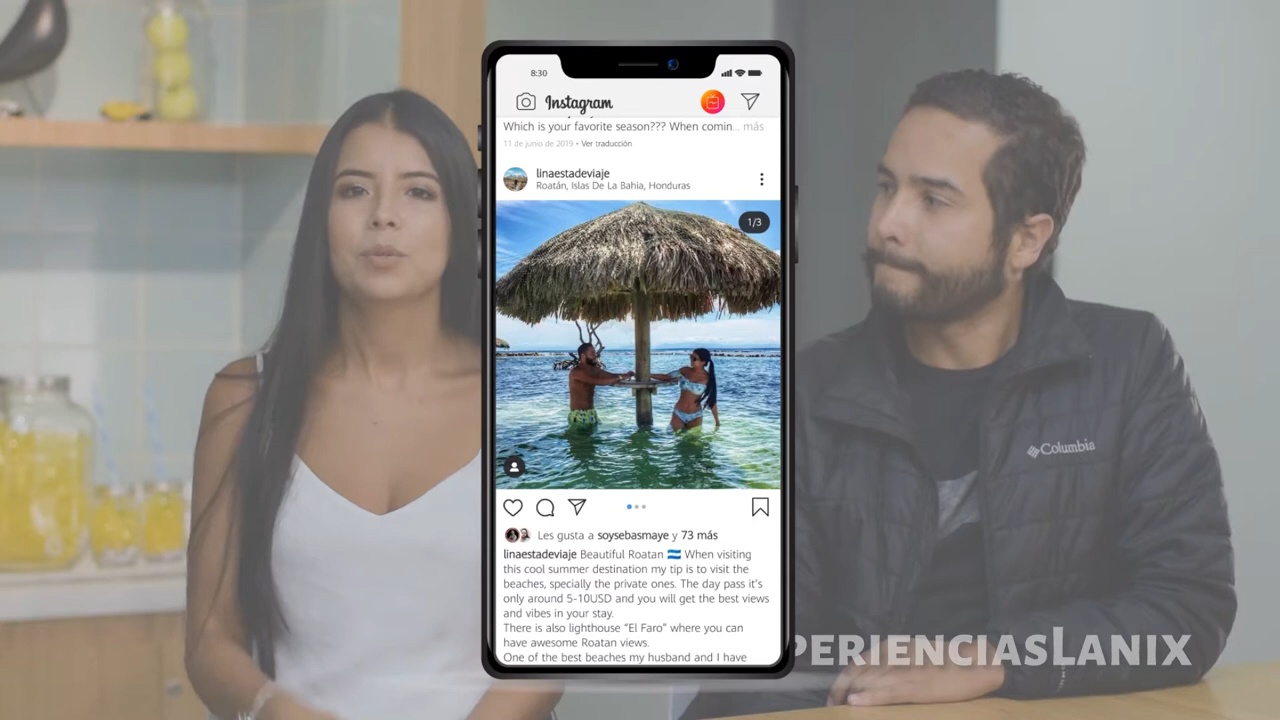 8:30
Instagram
Which is your favorite season??? When comin... más
11 de junio de 2019 • Ver traducción
linaestadeviaje
Roatán, Islas De La Bahia, Honduras
1/3
Les gusta a soysebasmaye y 73 más
linaestadeviaje Beautiful Roatan 🇭🇳 When visiting
this cool summer destination my tip is to visit the
beaches, specially the private ones. The day pass it's
only around 5-10USD and you will get the best views
and vibes in your stay.
There is also lighthouse "El Faro" where you can
have awesome Roatan views.
One of the best beaches my husband and I have
Columbia
PERIENCIASLANIX